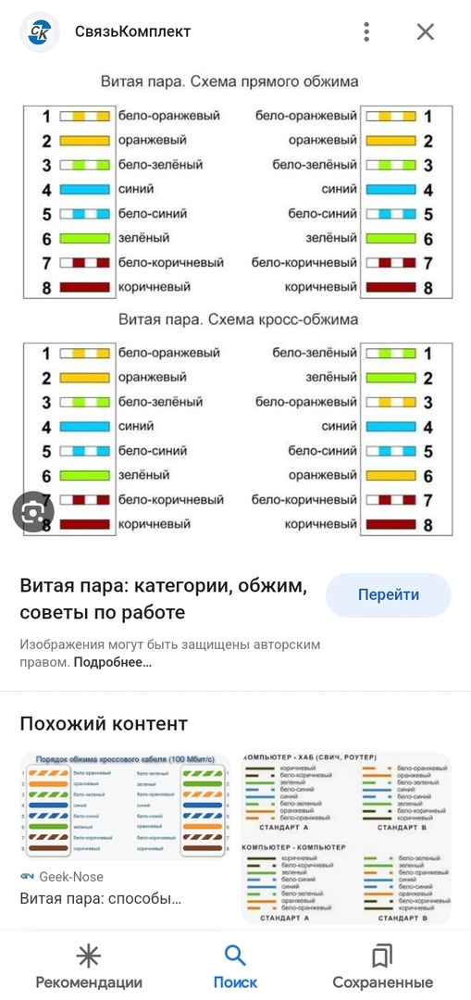 СвязьКомплект
Витая пара. Схема прямого обжима
1 бело-оранжевый бело-оранжевый 1
2 оранжевый оранжевый 2
3 бело-зелёный бело-зелёный 3
4 синий синий 4
5 бело-синий бело-синий 5
6 зелёный зелёный 6
7 бело-коричневый бело-коричневый 7
8 коричневый коричневый 8
Витая пара. Схема кросс-обжима
1 бело-оранжевый бело-зелёный 1
2 оранжевый зелёный 2
3 бело-зелёный бело-оранжевый 3
4 синий синий 4
5 бело-синий бело-синий 5
6 зелёный оранжевый 6
7 бело-коричневый бело-коричневый 7
8 коричневый коричневый 8
Витая пара: категории, обжим,
советы по работе
Перейти
Изображения могут быть защищены авторским
правом. Подробнее...
Похожий контент
Порядок обжима кроссового кабеля (100 Мбит/с)
1 бело-оранжевый бело-зеленый 1
2 оранжевый зеленый 2
3 бело-зеленый бело-оранжевый 3
4 синий синий 4
5 бело-синий бело-синий 5
6 зеленый оранжевый 6
7 бело-коричневый бело-коричневый 7
8 коричневый коричневый 8
Geek-Nose
Витая пара: способы...
КОМПЬЮТЕР - ХАБ (СВИЧ, РОУТЕР)
коричневый бело-оранжевый
бело-коричневый оранжевый
зеленый бело-зеленый
бело-синий синий
синий бело-синий
бело-зеленый зеленый
оранжевый бело-коричневый
бело-оранжевый коричневый
СТАНДАРТ А СТАНДАРТ В
КОМПЬЮТЕР - КОМПЬЮТЕР
коричневый бело-зеленый
бело-коричневый зеленый
зеленый бело-оранжевый
бело-синий синий
синий бело-синий
бело-зеленый оранжевый
оранжевый бело-коричневый
бело-оранжевый коричневый
СТАНДАРТ А СТАНДАРТ В
Рекомендации Поиск Сохраненные